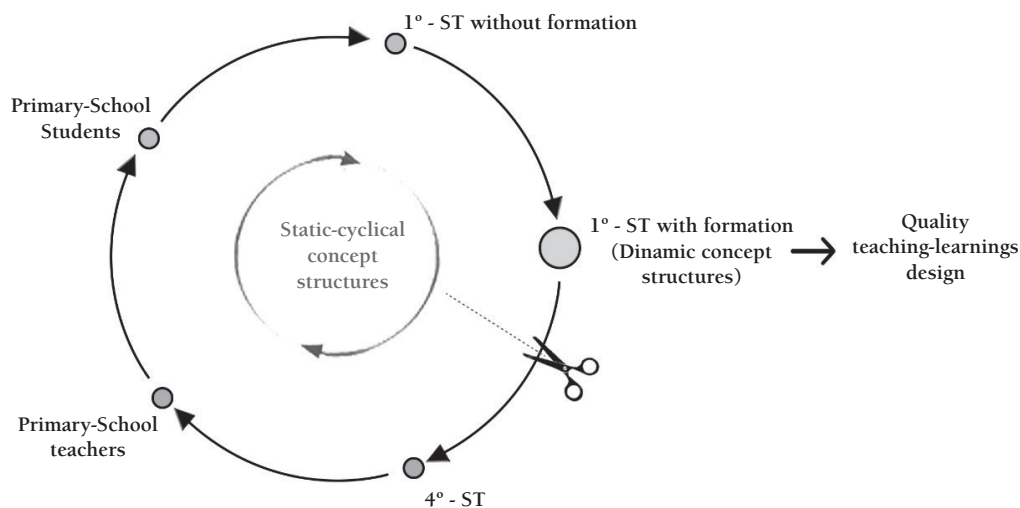 1º - ST without formation
Primary-School
Students
Static-cyclical
concept
structures
1º - ST with formation
(Dinamic concept
structures)
Quality
teaching-learnings
design
Primary-School
teachers
4º - ST